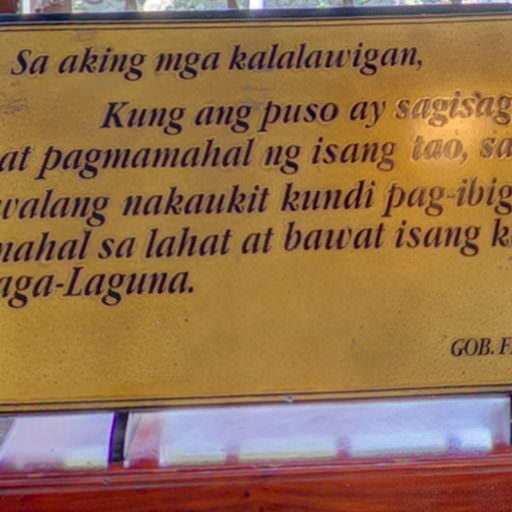 Sa aking mga kalalawigan,
Kung ang puso ay sagisag
at pagmamahal ng isang tao, sa
walang nakaukit kundi pag-ibig
mahal sa lahat at bawat isang
aga-Laguna.
GOB.